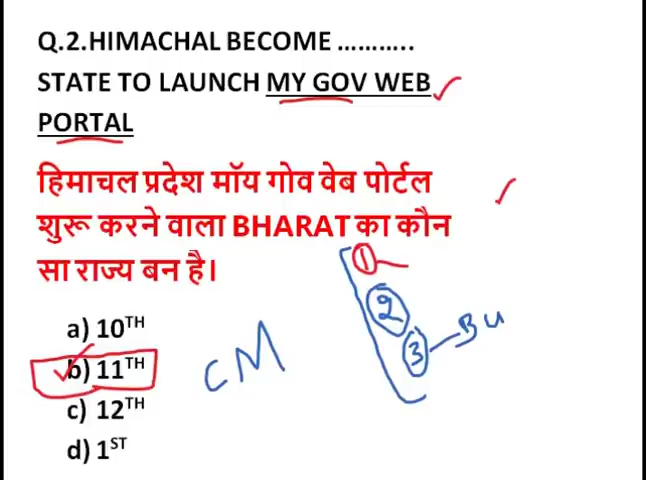 Q.2.HIMACHAL BECOME ………..
STATE TO LAUNCH MY GOV WEB
PORTAL
हिमाचल प्रदेश मॉय गोव वेब पोर्टल
शुरू करने वाला BHARAT का कौन
सा राज्य बन है।
1
a) 10TH
2
b) 11TH
CM
3 Bu
c) 12TH
d) 1ST